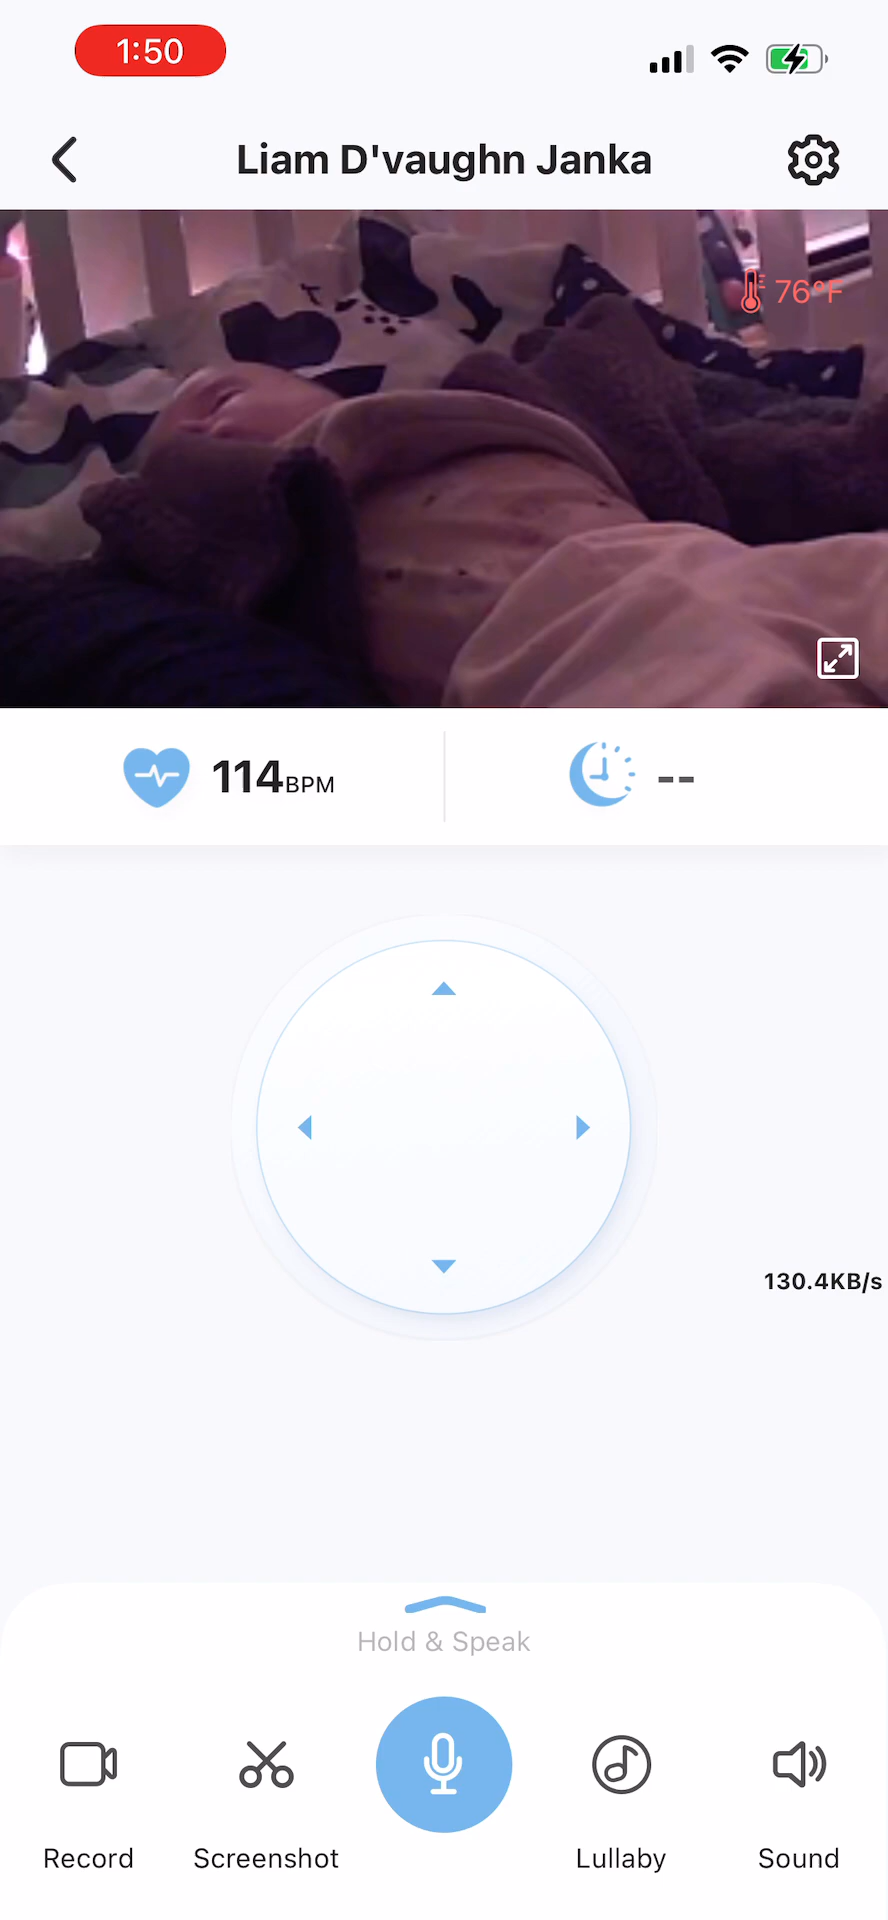 1:50
Liam D'vaughn Janka
76°F
114BPM
--
130.4KB/s
Hold & Speak
Record
Screenshot
Lullaby
Sound